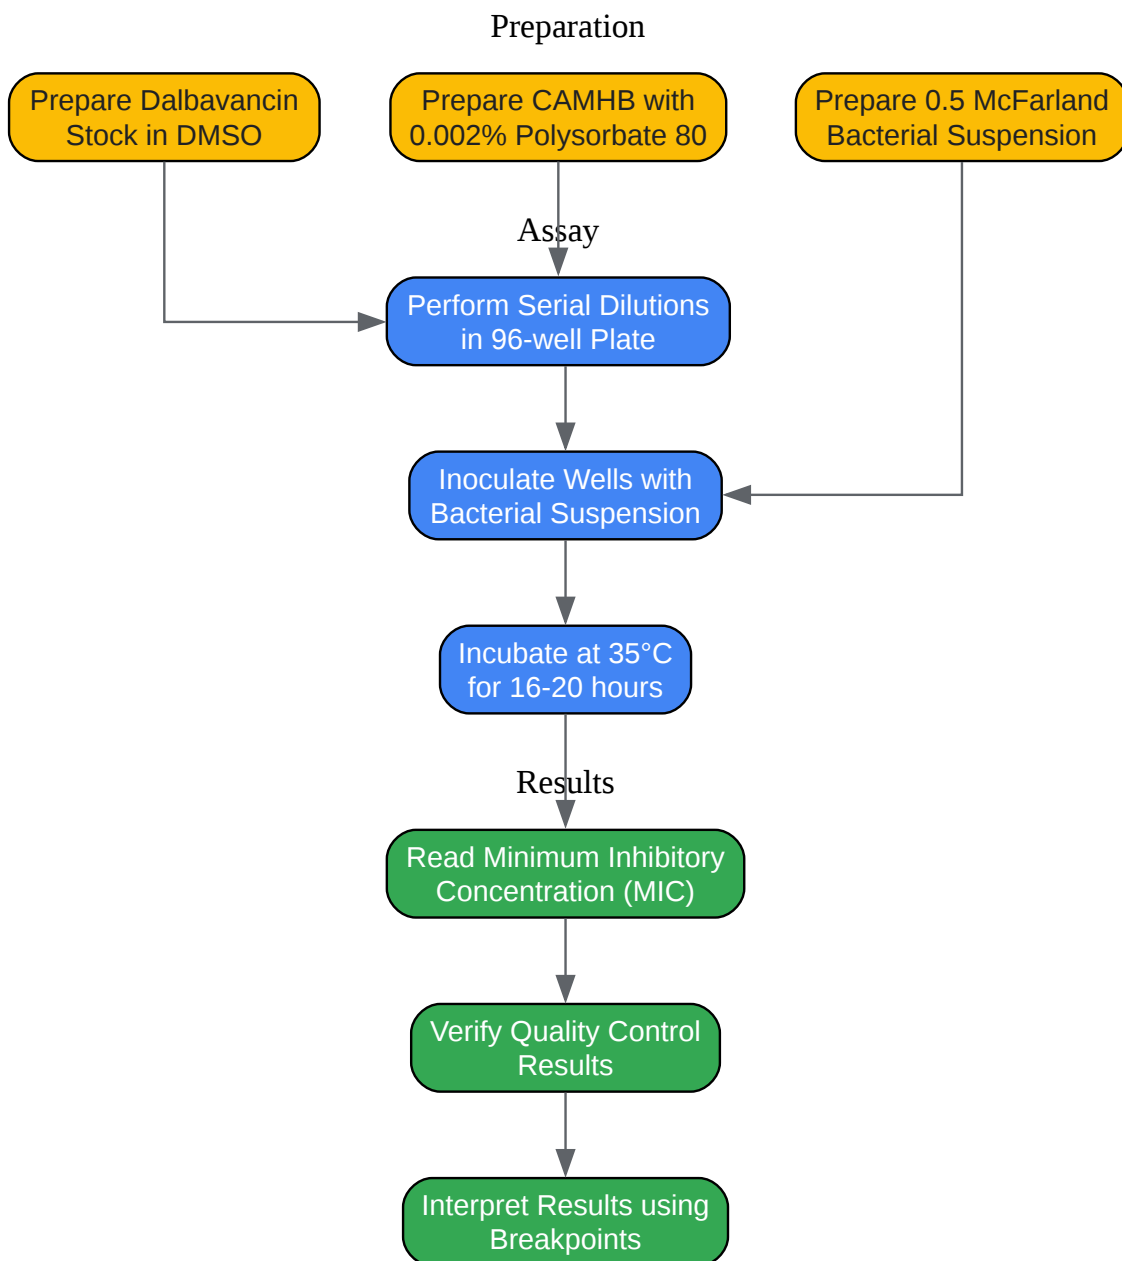 Preparation
Prepare Dalbavancin
Stock in DMSO
Prepare CAMHB with
0.002% Polysorbate 80
Prepare 0.5 McFarland
Bacterial Suspension
Assay
Perform Serial Dilutions
in 96-well Plate
Inoculate Wells with
Bacterial Suspension
Incubate at 35°C
for 16-20 hours
Results
Read Minimum Inhibitory
Concentration (MIC)
Verify Quality Control
Results
Interpret Results using
Breakpoints